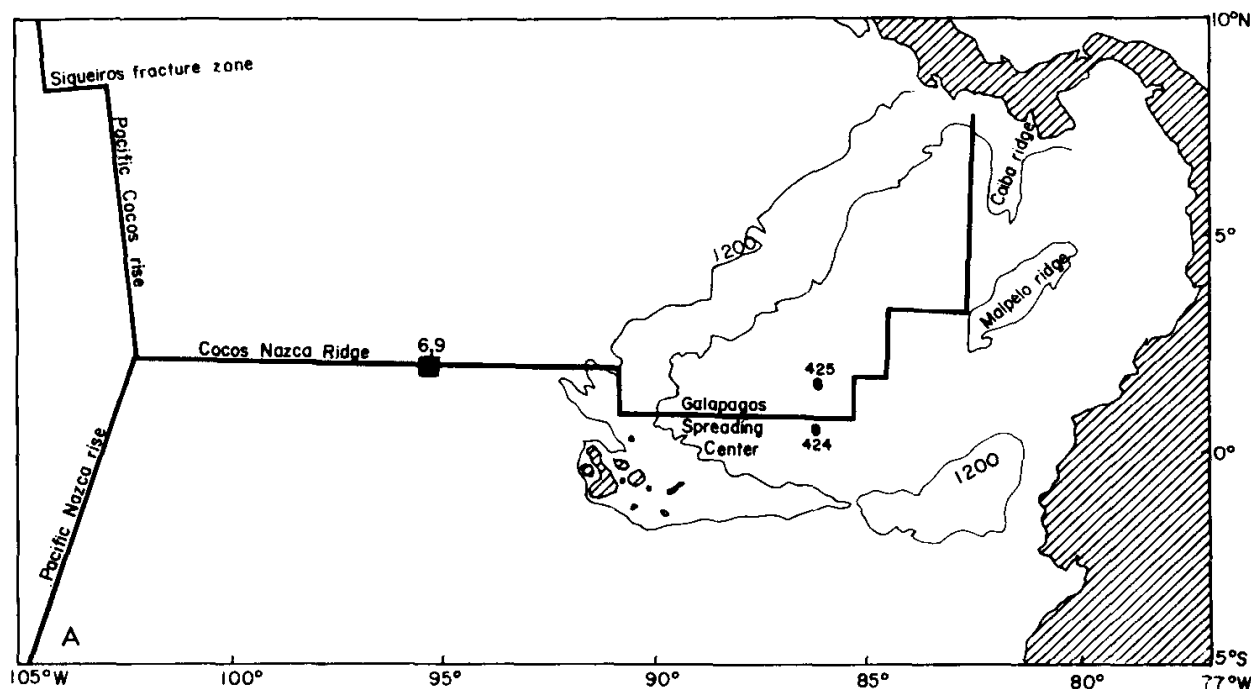 10°N
Siqueiros fracture zone
Pacific Cocos rise
Caiba ridge
1200
5°
Malpelo ridge
Cocos Nazca Ridge
6,9
425
Galapagos
Spreading
Center
424
0°
1200
Pacific Nazca rise
A
5°S
105°W
100°
95°
90°
85°
80°
77°W